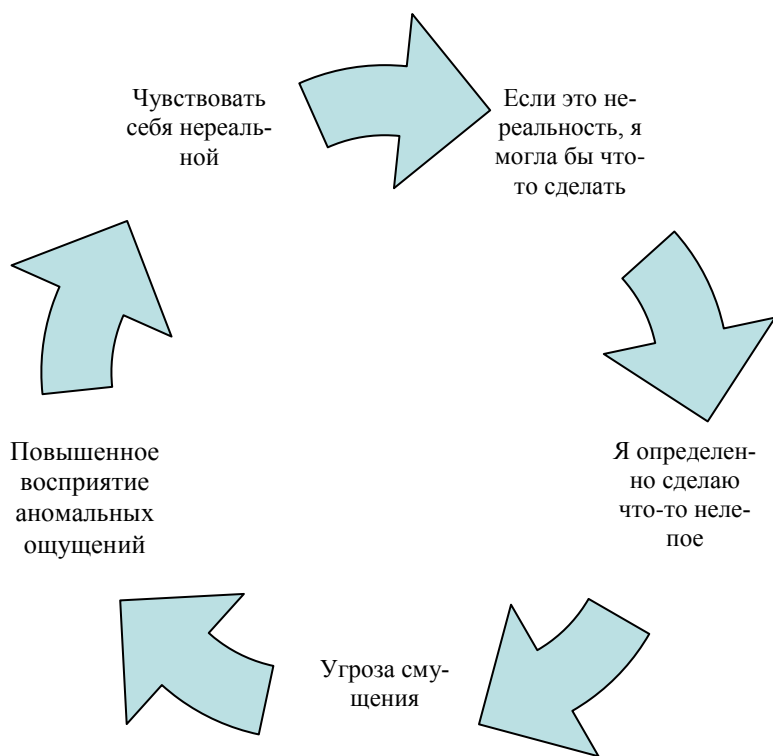 Чувствовать
себя нереаль-
ной
Если это не-
реальность, я
могла бы что-
то сделать
Я определен-
но сделаю
что-то неле-
пое
Угроза сму-
щения
Повышенное
восприятие
аномальных
ощущений